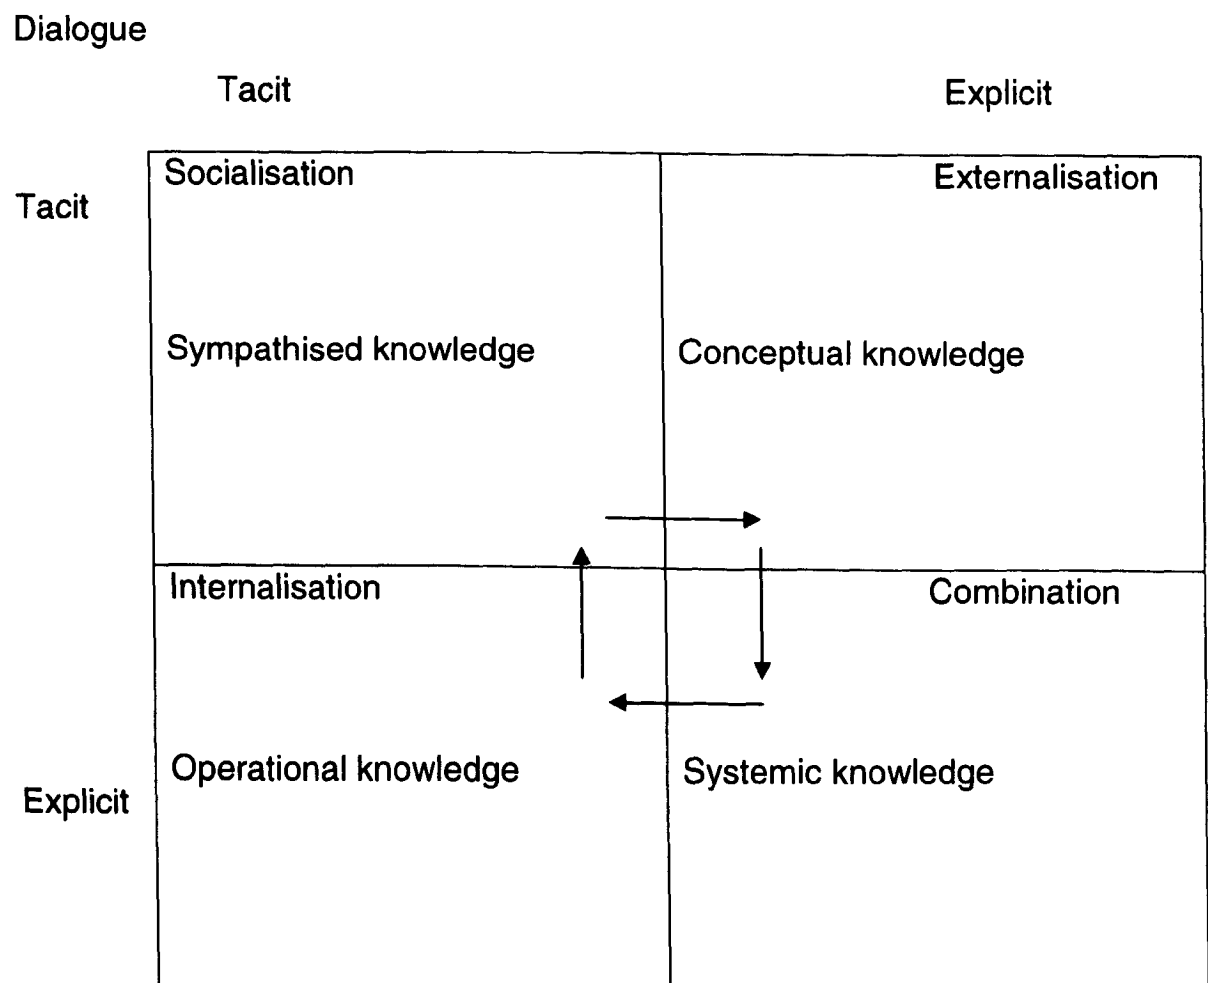 Dialogue
Tacit Explicit
Socialisation Externalisation
Tacit
Sympathised knowledge Conceptual knowledge
Internalisation Combination
Operational knowledge Systemic knowledge
Explicit